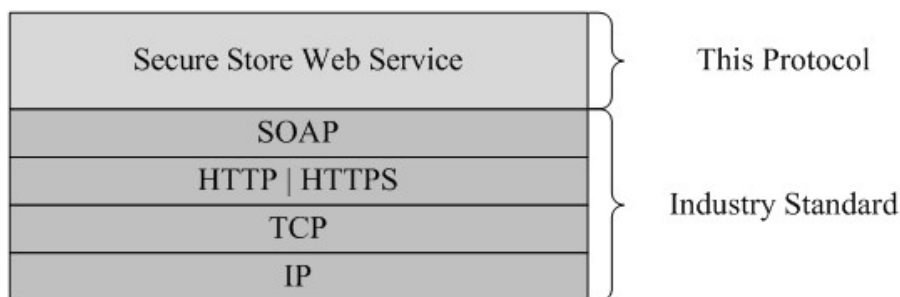 Secure Store Web Service
This Protocol
SOAP
HTTP | HTTPS
Industry Standard
TCP
IP